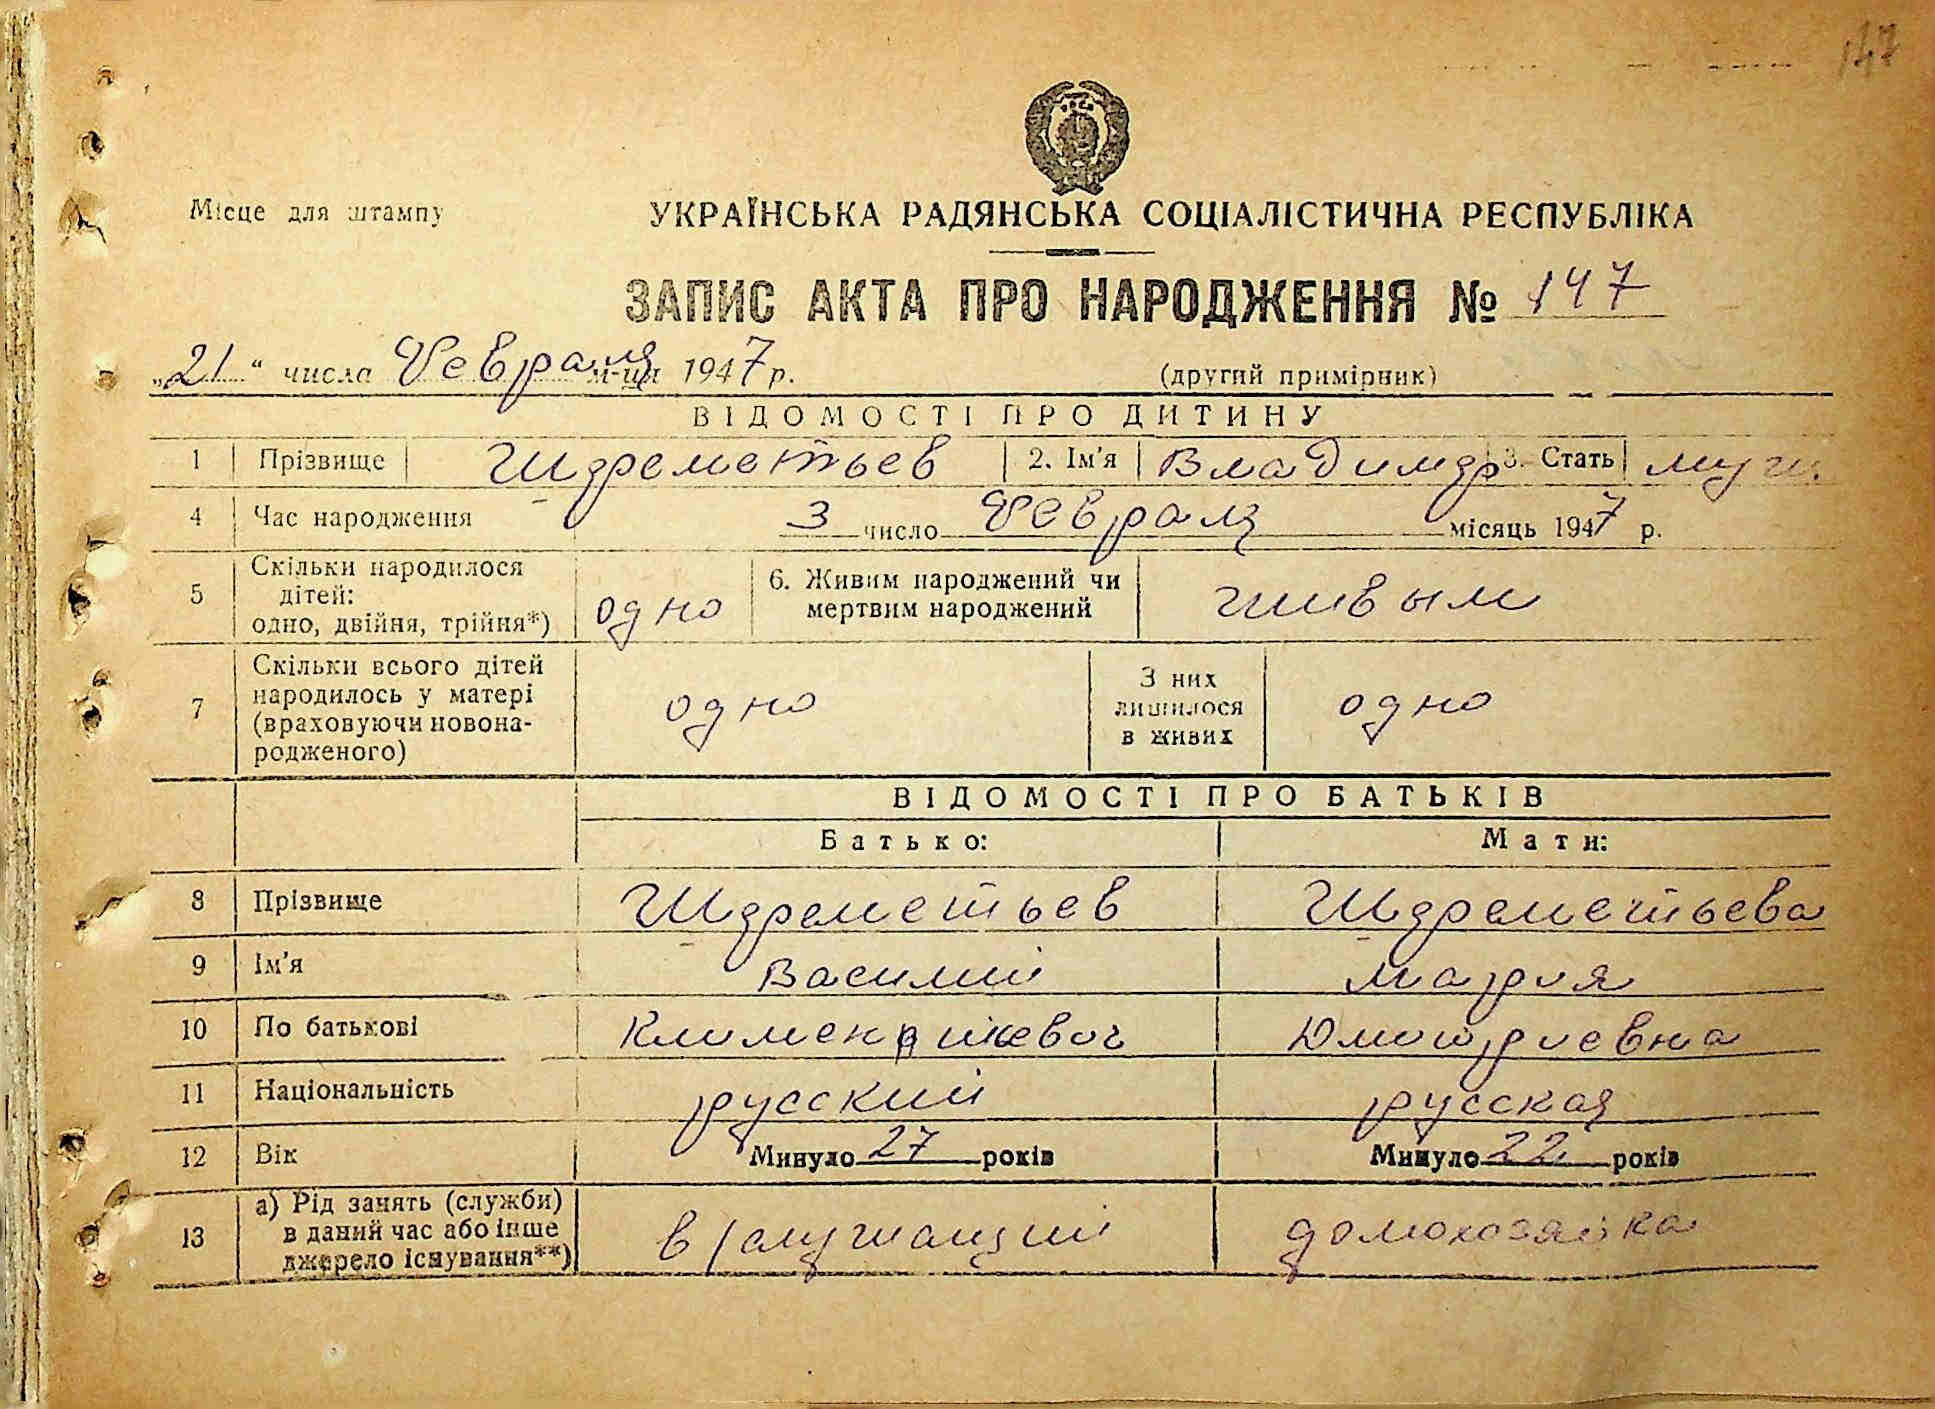 147
Місце для штампу
УКРАЇНСЬКА РАДЯНСЬКА СОЦІАЛІСТИЧНА РЕСПУБЛІКА
ЗАПИС АКТА ПРО НАРОДЖЕННЯ № 147
„21“ числа Февраля м-ця 1947 р. (другий примірник)
ВІДОМОСТІ ПРО ДИТИНУ
1 Прізвище Шереметьев 2. Ім'я Владимер 3. Стать муж.
4 Час народження 3 число Февраля місяць 1947 р.
5 Скільки народилося дітей: одно, двійня, трійня*) одно 6. Живим народжений чи мертвим народжений живым
7 Скільки всього дітей народилось у матері (враховуючи новонародженого) одно З них лишилося в живих одно
ВІДОМОСТІ ПРО БАТЬКІВ
Батько: Мати:
8 Прізвище Шереметьев Шереметьева
9 Ім'я Василий Мария
10 По батькові Дмитриевна
11 Національність русский русская
12 Вік Минуло 27 років Минуло 22 років
13 а) Рід занять (служби) в даний час або інше джерело існування**) в/служащий домохозяйка